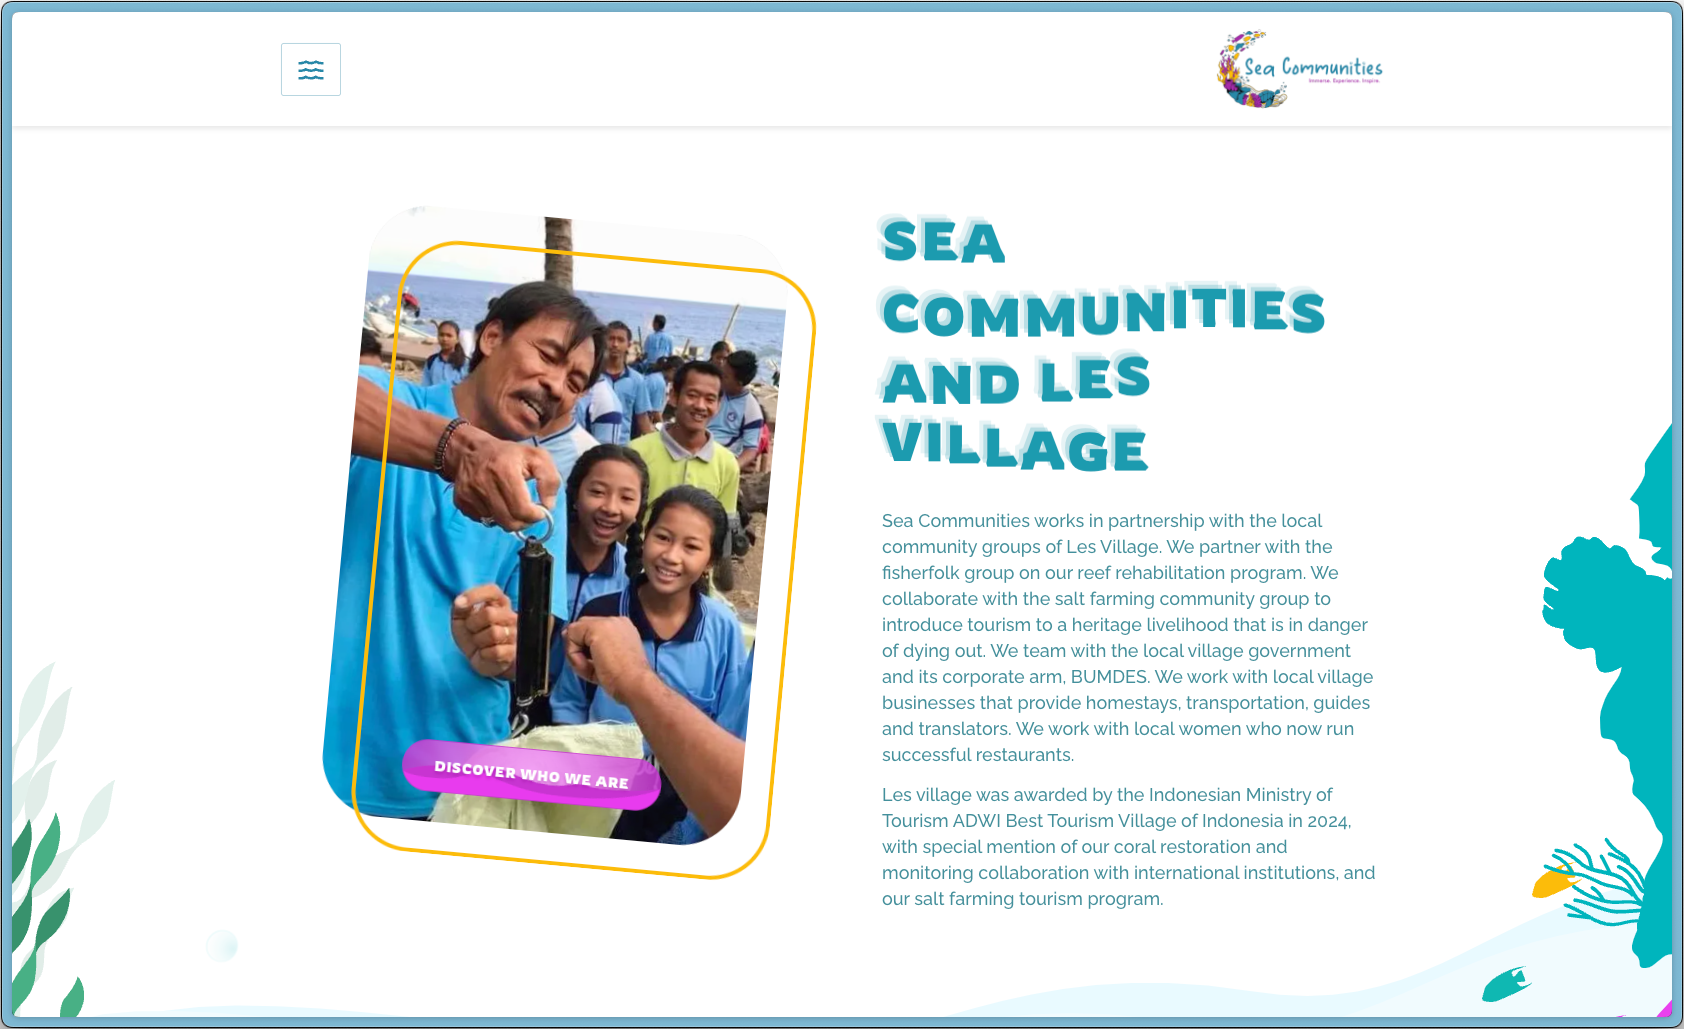 Sea Communities
Immerse. Experience. Inspire.
SEA
COMMUNITIES
AND LES
VILLAGE
Sea Communities works in partnership with the local
community groups of Les Village. We partner with the
fisherfolk group on our reef rehabilitation program. We
collaborate with the salt farming community group to
introduce tourism to a heritage livelihood that is in danger
of dying out. We team with the local village government
and its corporate arm, BUMDES. We work with local village
businesses that provide homestays, transportation, guides
and translators. We work with local women who now run
successful restaurants.
Les village was awarded by the Indonesian Ministry of
Tourism ADWI Best Tourism Village of Indonesia in 2024,
with special mention of our coral restoration and
monitoring collaboration with international institutions, and
our salt farming tourism program.
DISCOVER WHO WE ARE